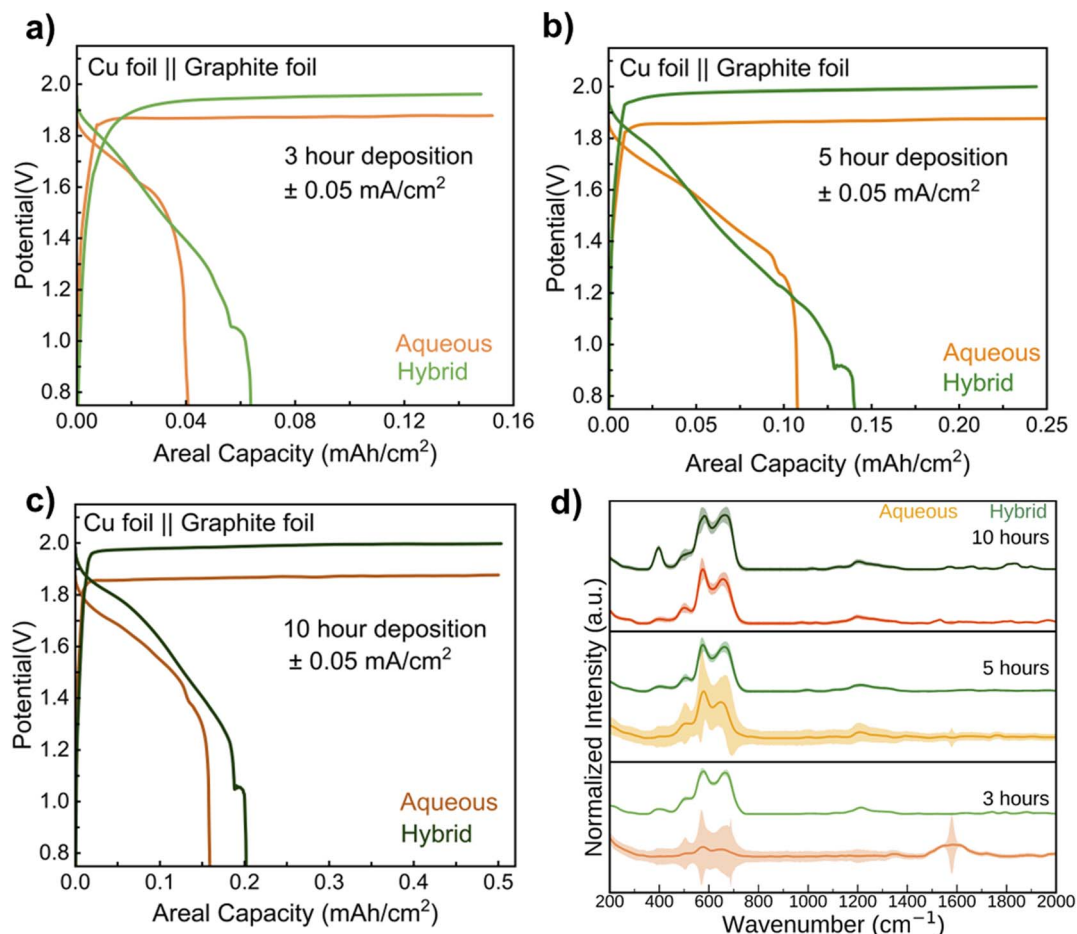 a)
Cu foil || Graphite foil
2.0
1.8
1.6
1.4
1.2
1.0
0.8
Potential(V)
3 hour deposition
± 0.05 mA/cm²
Aqueous
Hybrid
0.00 0.04 0.08 0.12 0.16
Areal Capacity (mAh/cm²)
b)
Cu foil || Graphite foil
2.0
1.8
1.6
1.4
1.2
1.0
0.8
Potential(V)
5 hour deposition
± 0.05 mA/cm²
Aqueous
Hybrid
0.00 0.05 0.10 0.15 0.20 0.25
Areal Capacity (mAh/cm²)
c)
Cu foil || Graphite foil
2.0
1.8
1.6
1.4
1.2
1.0
0.8
Potential(V)
10 hour deposition
± 0.05 mA/cm²
Aqueous
Hybrid
0.0 0.1 0.2 0.3 0.4 0.5
Areal Capacity (mAh/cm²)
d)
Aqueous Hybrid
10 hours
5 hours
3 hours
Normalized Intensity (a.u.)
200 400 600 800 1000 1200 1400 1600 1800 2000
Wavenumber (cm⁻¹)